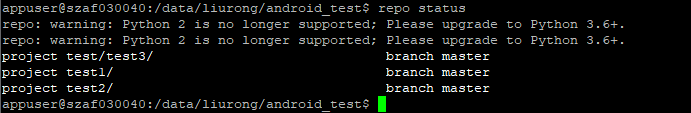 appuser@szaf030040:/data/liurong/android_test$ repo status
repo: warning: Python 2 is no longer supported; Please upgrade to Python 3.6+.
repo: warning: Python 2 is no longer supported; Please upgrade to Python 3.6+.
project test/test3/                             branch master
project test1/                                  branch master
project test2/                                  branch master
appuser@szaf030040:/data/liurong/android_test$